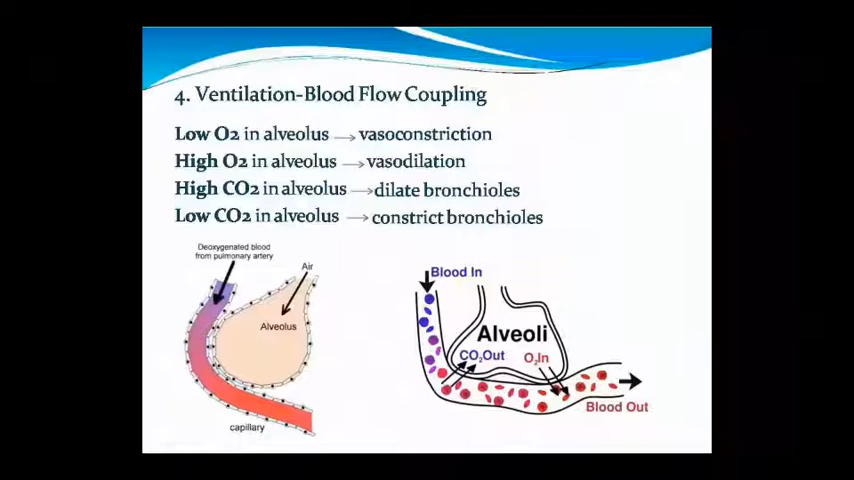 4. Ventilation-Blood Flow Coupling
Low O2 in alveolus → vasoconstriction
High O2 in alveolus → vasodilation
High CO2 in alveolus → dilate bronchioles
Low CO2 in alveolus → constrict bronchioles
Deoxygenated blood
from pulmonary artery
Air
Alveolus
capillary
Blood In
Alveoli
CO₂Out
O₂In
Blood Out